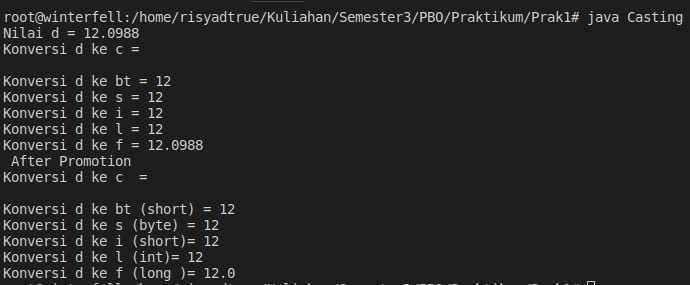 root@winterfell:/home/risyadtrue/Kuliahan/Semester3/PBO/Praktikum/Prak1# java Casting
Nilai d = 12.0988
Konversi d ke c =
Konversi d ke bt = 12
Konversi d ke s = 12
Konversi d ke i = 12
Konversi d ke l = 12
Konversi d ke f = 12.0988
 After Promotion
Konversi d ke c  =
Konversi d ke bt (short) = 12
Konversi d ke s (byte) = 12
Konversi d ke i (short)= 12
Konversi d ke l (int)= 12
Konversi d ke f (long )= 12.0